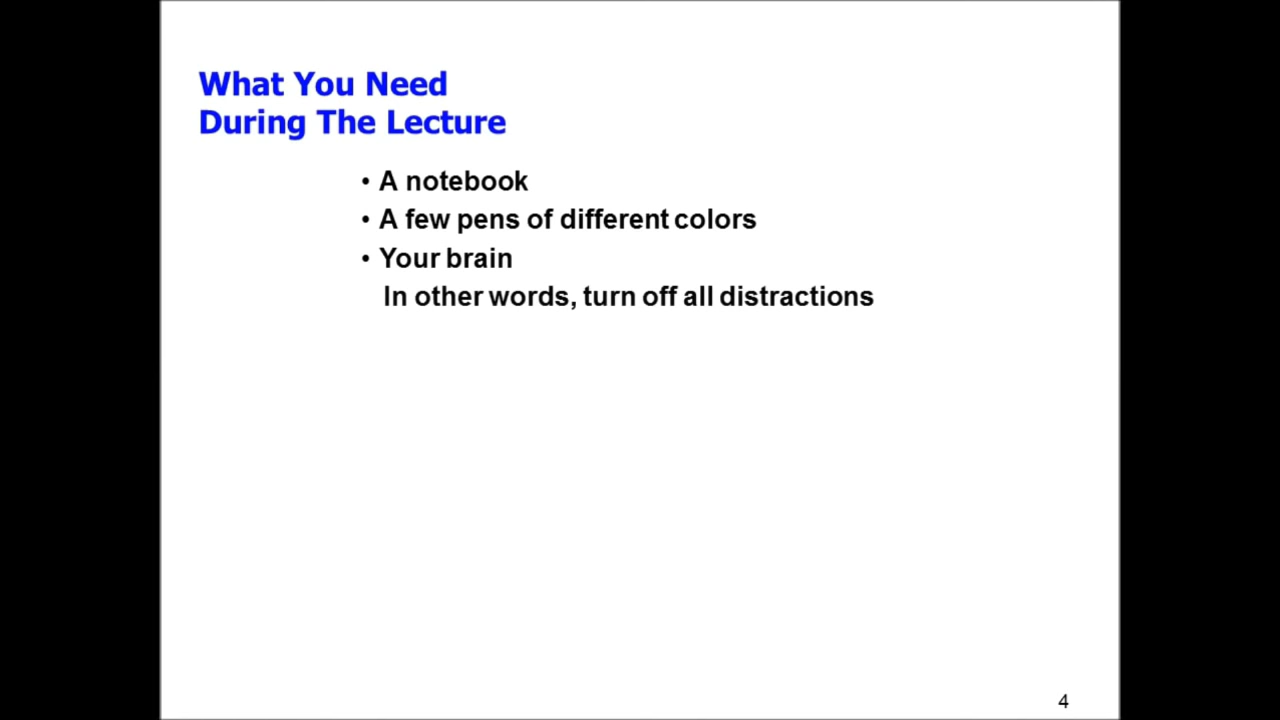 What You Need
During The Lecture
• A notebook
• A few pens of different colors
• Your brain
In other words, turn off all distractions
4